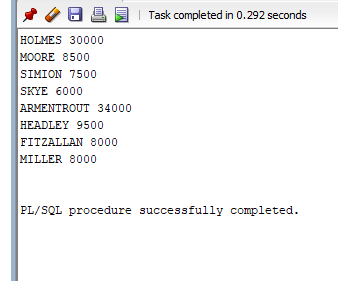 Task completed in 0.292 seconds
HOLMES 30000
MOORE 8500
SIMION 7500
SKYE 6000
ARMENTROUT 34000
HEADLEY 9500
FITZALLAN 8000
MILLER 8000
PL/SQL procedure successfully completed.